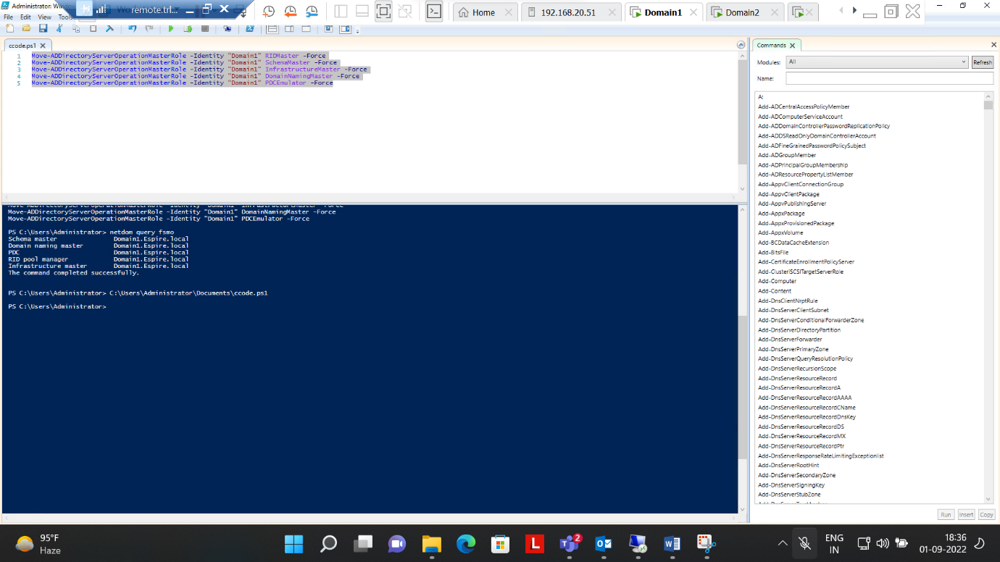 Administrator: Window
remote.trl...
Home
192.168.20.51
Domain1
Domain2
File Edit View Tools
ccode.ps1
1 Move-ADDirectoryServerOperationMasterRole -Identity "Domain1" RIDMaster -Force
2 Move-ADDirectoryServerOperationMasterRole -Identity "Domain1" SchemaMaster -Force
3 Move-ADDirectoryServerOperationMasterRole -Identity "Domain1" InfrastructureMaster -Force
4 Move-ADDirectoryServerOperationMasterRole -Identity "Domain1" DomainNamingMaster -Force
5 Move-ADDirectoryServerOperationMasterRole -Identity "Domain1" PDCEmulator -Force
Move-ADDirectoryServerOperationMasterRole -Identity "Domain1" InfrastructureMaster -Force
Move-ADDirectoryServerOperationMasterRole -Identity "Domain1" DomainNamingMaster -Force
Move-ADDirectoryServerOperationMasterRole -Identity "Domain1" PDCEmulator -Force
PS C:\Users\Administrator> netdom query fsmo
Schema master Domain1.Espire.local
Domain naming master Domain1.Espire.local
PDC Domain1.Espire.local
RID pool manager Domain1.Espire.local
Infrastructure master Domain1.Espire.local
The command completed successfully.
PS C:\Users\Administrator> C:\Users\Administrator\Documents\ccode.ps1
PS C:\Users\Administrator>
Commands
Modules: All Refresh
Name:
A:
Add-ADCentralAccessPolicyMember
Add-ADComputerServiceAccount
Add-ADDomainControllerPasswordReplicationPolicy
Add-ADDSReadOnlyDomainControllerAccount
Add-ADFineGrainedPasswordPolicySubject
Add-ADGroupMember
Add-ADPrincipalGroupMembership
Add-ADResourcePropertyListMember
Add-AppvClientConnectionGroup
Add-AppvClientPackage
Add-AppvPublishingServer
Add-AppxPackage
Add-AppxProvisionedPackage
Add-AppxVolume
Add-BCDataCacheExtension
Add-BitsFile
Add-CertificateEnrollmentPolicyServer
Add-ClusteriSCSITargetServerRole
Add-Computer
Add-Content
Add-DnsClientNrptRule
Add-DnsServerClientSubnet
Add-DnsServerConditionalForwarderZone
Add-DnsServerDirectoryPartition
Add-DnsServerForwarder
Add-DnsServerPrimaryZone
Add-DnsServerQueryResolutionPolicy
Add-DnsServerRecursionScope
Add-DnsServerResourceRecord
Add-DnsServerResourceRecordA
Add-DnsServerResourceRecordAAAA
Add-DnsServerResourceRecordCName
Add-DnsServerResourceRecordDnsKey
Add-DnsServerResourceRecordDS
Add-DnsServerResourceRecordMX
Add-DnsServerResourceRecordPtr
Add-DnsServerResponseRateLimitingExceptionlist
Add-DnsServerRootHint
Add-DnsServerSecondaryZone
Add-DnsServerSigningKey
Add-DnsServerStubZone
Run Insert Copy
95°F
Haze
L
2
ENG
IN
18:36
01-09-2022